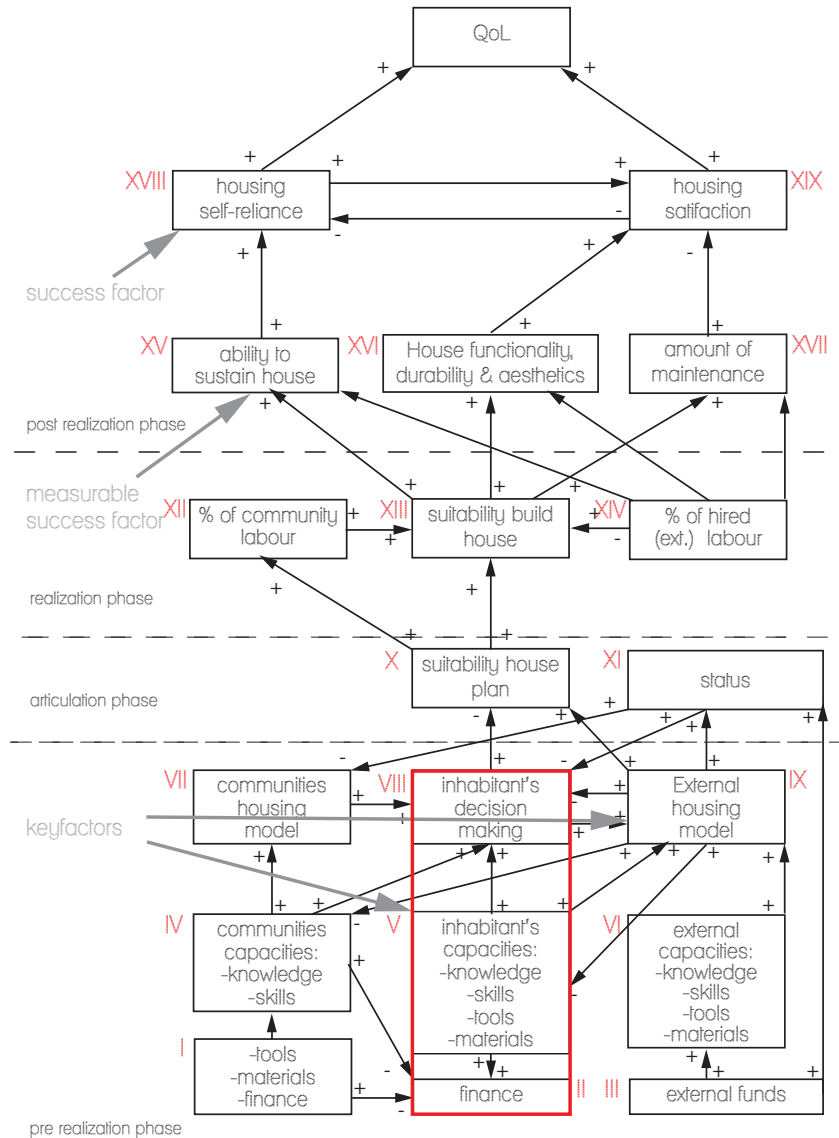 QoL
+ +
+ + + +
XVIII
housing
self-reliance
housing
satifaction
XIX
- -
+ + -
success factor
+ + +
XV
ability to
sustain house
XVI
House functionality,
durability & aesthetics
amount of
maintenance
XVII
+ + +
post realization phase
+ + +
measurable
success factor
XII
% of community
labour
+ +
XIII
suitability build
house
+ -
XIV
% of hired
(ext.) labour
+ +
realization phase
+ +
X
suitability house
plan
XI
status
articulation phase
- + + + + +
- + - + +
VII
communities
housing
model
+ +
VIII
inhabitant's
decision
making
+ - + +
External
housing
model
IX
keyfactors
+ + + + + + +
+ + + + +
IV
communities
capacities:
-knowledge
-skills
- +
V
inhabitant's
capacities:
-knowledge
-skills
-tools
-materials
-
VI
external
capacities:
-knowledge
-skills
-tools
-materials
I
-tools
-materials
-finance
+ -
- + +
finance
II
III
+ + +
external funds
pre realization phase